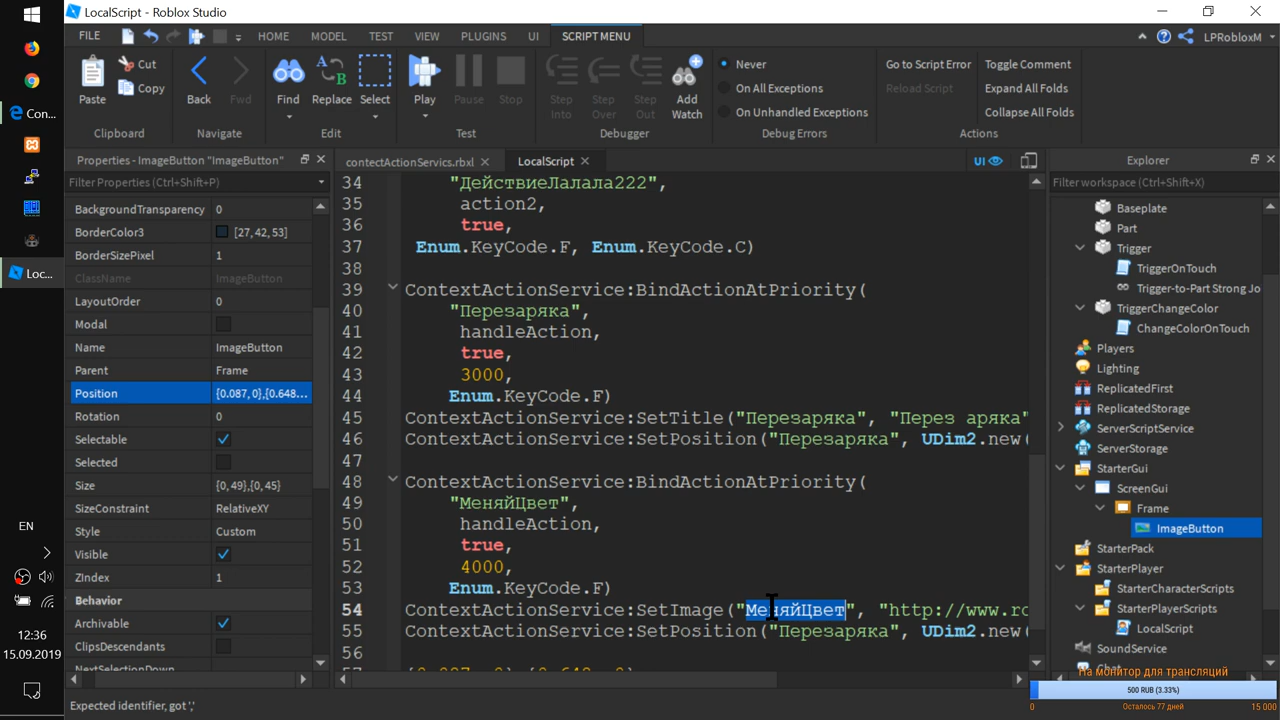 LocalScript - Roblox Studio
FILE
HOME
MODEL
TEST
VIEW
PLUGINS
UI
SCRIPT MENU
LPRobloxM
Paste
Cut
Copy
Clipboard
Back
Fwd
Navigate
Find
Replace
Select
Edit
Play
Pause
Stop
Test
Step Into
Step Over
Step Out
Add Watch
Debugger
Never
On All Exceptions
On Unhandled Exceptions
Debug Errors
Go to Script Error
Reload Script
Toggle Comment
Expand All Folds
Collapse All Folds
Actions
Con...
Loc...
EN
12:36
15.09.2019
Properties - ImageButton "ImageButton"
Filter Properties (Ctrl+Shift+P)
BackgroundTransparency 0
BorderColor3 [27, 42, 53]
BorderSizePixel 1
ClassName ImageButton
LayoutOrder 0
Modal
Name ImageButton
Parent Frame
Position {0.087, 0},{0.648...
Rotation 0
Selectable
Selected
Size {0, 49},{0, 45}
SizeConstraint RelativeXY
Style Custom
Visible
ZIndex 1
Behavior
Archivable
ClipsDescendants
contectActionServics.rbxl
LocalScript
UI
34 "ДействиеЛалала222",
35 action2,
36 true,
37 Enum.KeyCode.F, Enum.KeyCode.C)
38
39 ContextActionService:BindActionAtPriority(
40 "Перезаряка",
41 handleAction,
42 true,
43 3000,
44 Enum.KeyCode.F)
45 ContextActionService:SetTitle("Перезаряка", "Перез аряка"
46 ContextActionService:SetPosition("Перезаряка", UDim2.new(
47
48 ContextActionService:BindActionAtPriority(
49 "МеняйЦвет",
50 handleAction,
51 true,
52 4000,
53 Enum.KeyCode.F)
54 ContextActionService:SetImage("МеняйЦвет", "http://www.ro
55 ContextActionService:SetPosition("Перезаряка", UDim2.new(
56
Explorer
Filter workspace (Ctrl+Shift+X)
Baseplate
Part
Trigger
TriggerOnTouch
Trigger-to-Part Strong Jo
TriggerChangeColor
ChangeColorOnTouch
Players
Lighting
ReplicatedFirst
ReplicatedStorage
ServerScriptService
ServerStorage
StarterGui
ScreenGui
Frame
ImageButton
StarterPack
StarterPlayer
StarterCharacterScripts
StarterPlayerScripts
LocalScript
SoundService
На монитор для трансляций
500 RUB (3.33%)
0 Осталось 77 дней 15 000
Expected identifier, got ','